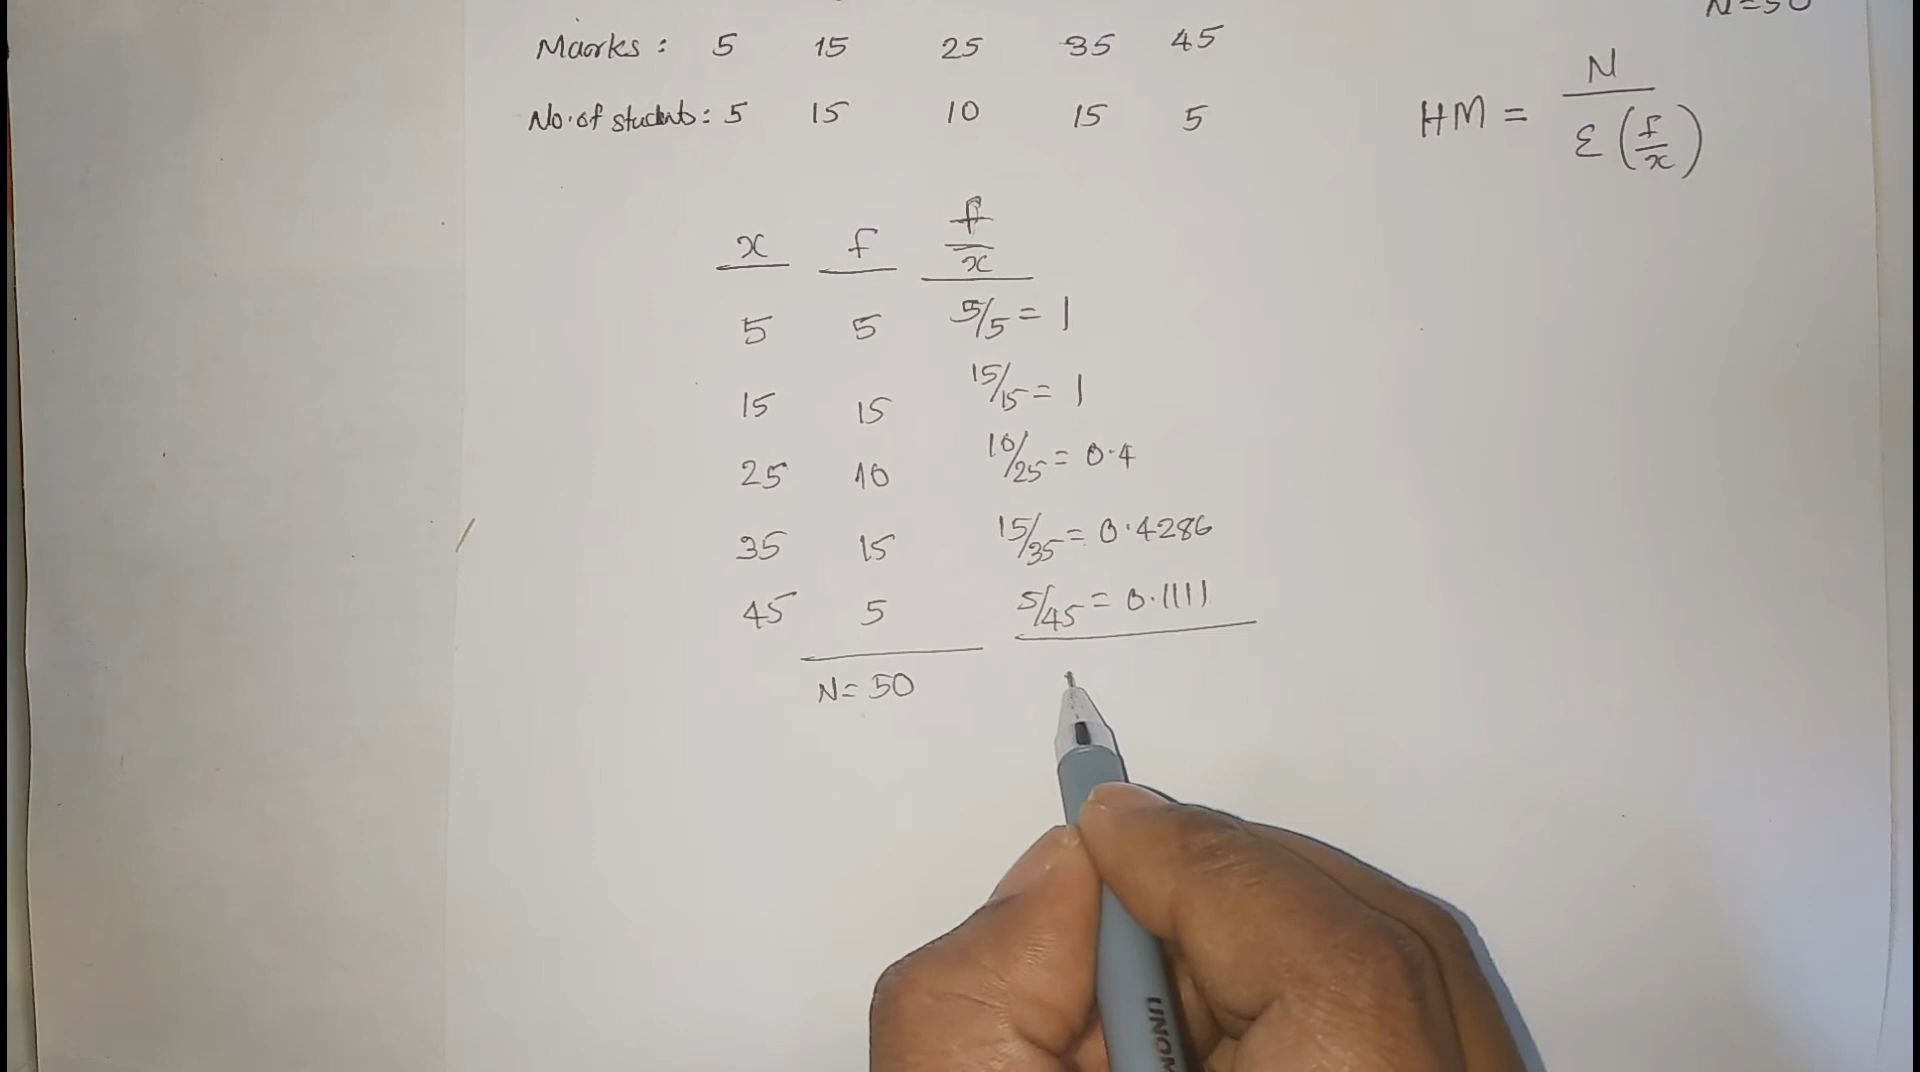 N=50
Maorks : 5 15 25 35 45
No.of students : 5 15 10 15 5
HM = N / Σ (f/x)
x f f/x
5 5 5/5 = 1
15 15 15/15 = 1
25 10 10/25 = 0.4
35 15 15/35 = 0.4286
45 5 5/45 = 0.1111
N= 50
UNOM